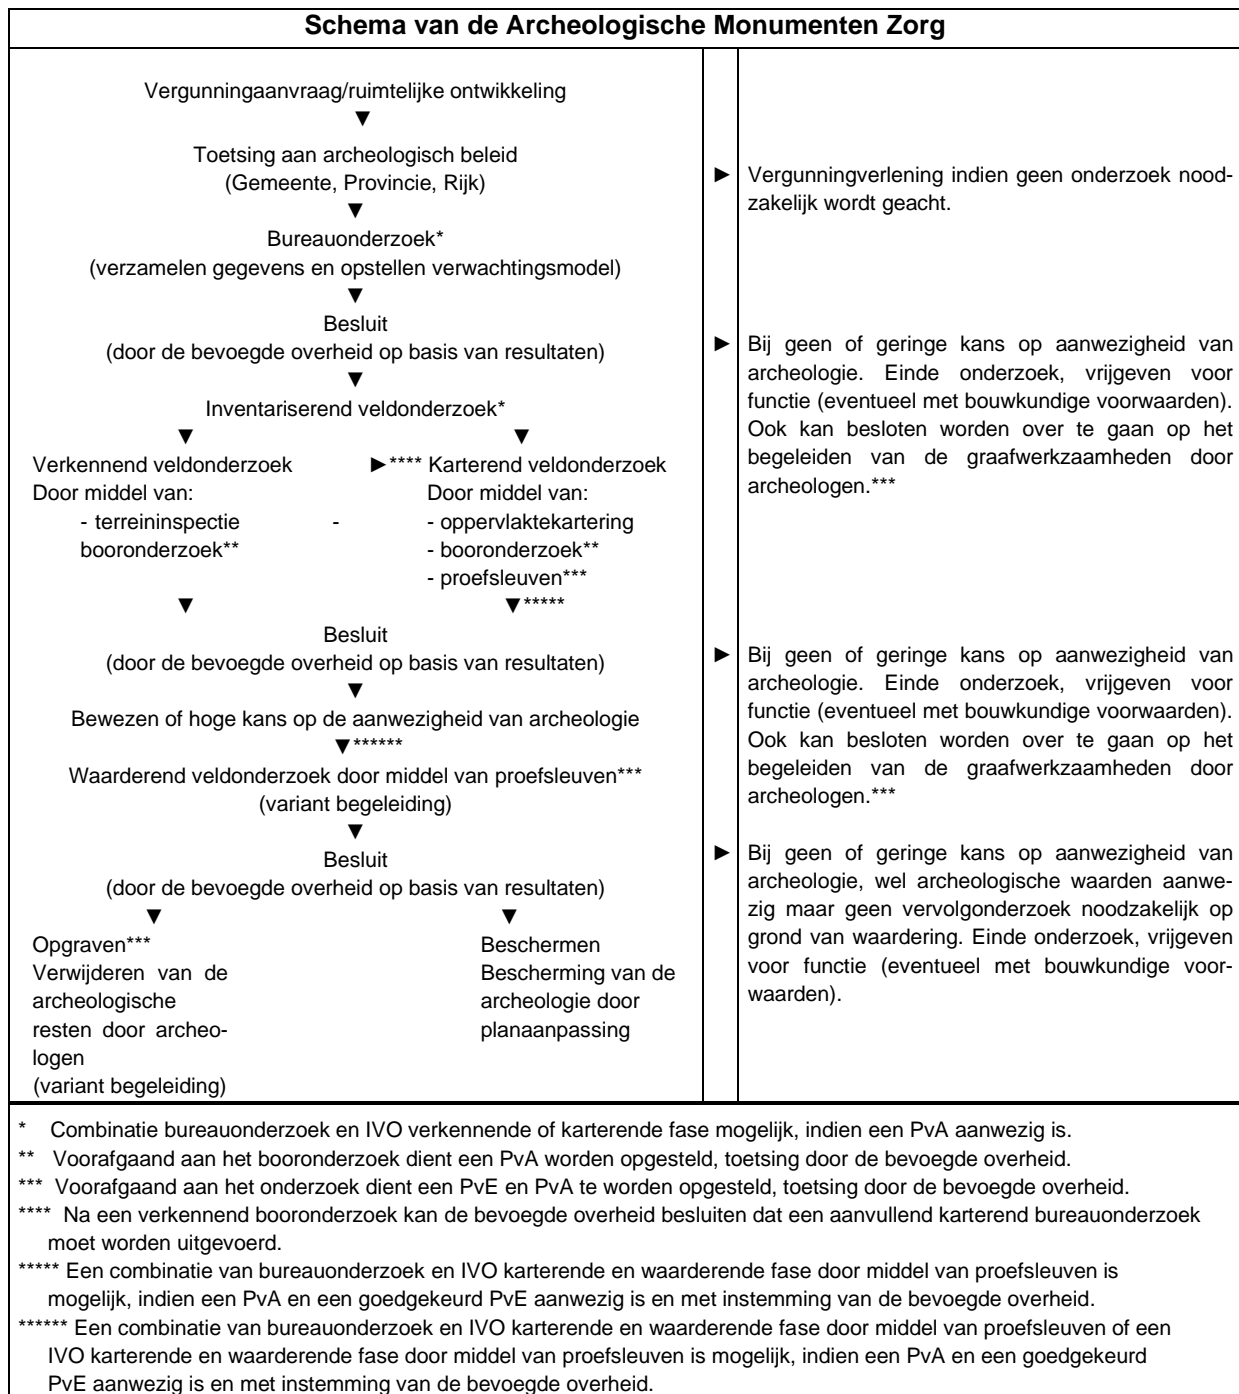 Schema van de Archeologische Monumenten Zorg
Vergunningaanvraag/ruimtelijke ontwikkeling
▼
Toetsing aan archeologisch beleid
(Gemeente, Provincie, Rijk)
▼
Bureauonderzoek*
(verzamelen gegevens en opstellen verwachtingsmodel)
▼
Besluit
(door de bevoegde overheid op basis van resultaten)
▼
Inventariserend veldonderzoek*
▼ ▼
Verkennend veldonderzoek ►**** Karterend veldonderzoek
Door middel van: Door middel van:
- terreininspectie - - oppervlaktekartering
booronderzoek** - booronderzoek**
- proefsleuven***
▼ ▼*****
Besluit
(door de bevoegde overheid op basis van resultaten)
▼
Bewezen of hoge kans op de aanwezigheid van archeologie
▼******
Waarderend veldonderzoek door middel van proefsleuven***
(variant begeleiding)
▼
Besluit
(door de bevoegde overheid op basis van resultaten)
▼ ▼
Opgraven***
Verwijderen van de
archeologische
resten door archeo-
logen
(variant begeleiding)
Beschermen
Bescherming van de
archeologie door
planaanpassing
► Vergunningverlening indien geen onderzoek nood-
zakelijk wordt geacht.
► Bij geen of geringe kans op aanwezigheid van
archeologie. Einde onderzoek, vrijgeven voor
functie (eventueel met bouwkundige voorwaarden).
Ook kan besloten worden over te gaan op het
begeleiden van de graafwerkzaamheden door
archeologen.***
► Bij geen of geringe kans op aanwezigheid van
archeologie. Einde onderzoek, vrijgeven voor
functie (eventueel met bouwkundige voorwaarden).
Ook kan besloten worden over te gaan op het
begeleiden van de graafwerkzaamheden door
archeologen.***
► Bij geen of geringe kans op aanwezigheid van
archeologie, wel archeologische waarden aanwe-
zig maar geen vervolgonderzoek noodzakelijk op
grond van waardering. Einde onderzoek, vrijgeven
voor functie (eventueel met bouwkundige voor-
waarden).
* Combinatie bureauonderzoek en IVO verkennende of karterende fase mogelijk, indien een PvA aanwezig is.
** Voorafgaand aan het booronderzoek dient een PvA worden opgesteld, toetsing door de bevoegde overheid.
*** Voorafgaand aan het onderzoek dient een PvE en PvA te worden opgesteld, toetsing door de bevoegde overheid.
**** Na een verkennend booronderzoek kan de bevoegde overheid besluiten dat een aanvullend karterend bureauonderzoek
moet worden uitgevoerd.
***** Een combinatie van bureauonderzoek en IVO karterende en waarderende fase door middel van proefsleuven is
mogelijk, indien een PvA en een goedgekeurd PvE aanwezig is en met instemming van de bevoegde overheid.
****** Een combinatie van bureauonderzoek en IVO karterende en waarderende fase door middel van proefsleuven of een
IVO karterende en waarderende fase door middel van proefsleuven is mogelijk, indien een PvA en een goedgekeurd
PvE aanwezig is en met instemming van de bevoegde overheid.